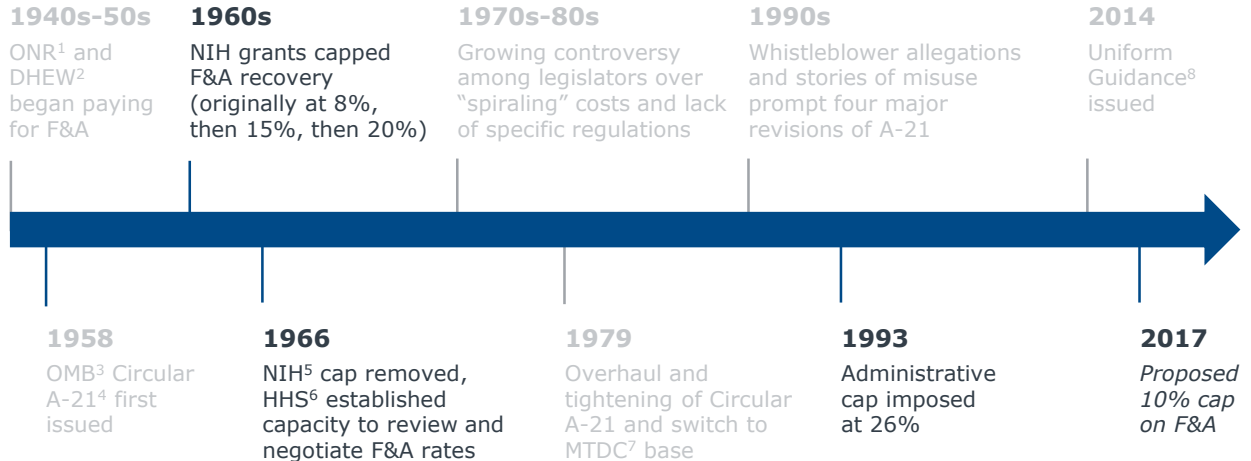 1940s-50s
ONR¹ and
DHEW²
began paying
for F&A
1960s
NIH grants capped
F&A recovery
(originally at 8%,
then 15%, then 20%)
1970s-80s
Growing controversy
among legislators over
“spiraling” costs and lack
of specific regulations
1990s
Whistleblower allegations
and stories of misuse
prompt four major
revisions of A-21
2014
Uniform
Guidance⁸
issued
1958
OMB³ Circular
A-21⁴ first
issued
1966
NIH⁵ cap removed,
HHS⁶ established
capacity to review and
negotiate F&A rates
1979
Overhaul and
tightening of Circular
A-21 and switch to
MTDC⁷ base
1993
Administrative
cap imposed
at 26%
2017
Proposed
10% cap
on F&A